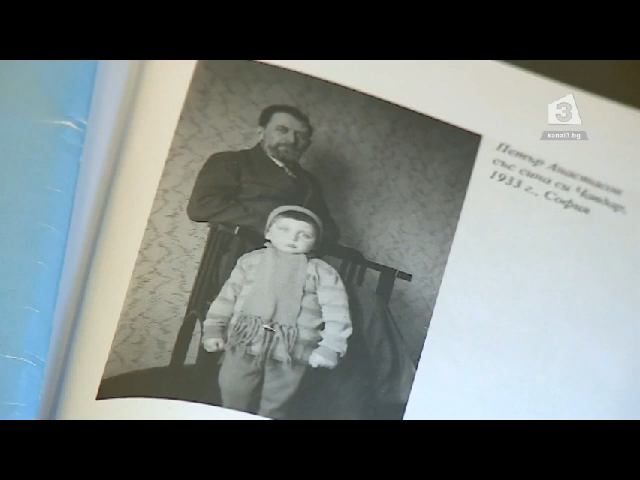 3
kanal3.bg
Петър Анастасов
със сина си Чавдар,
1933 г., София